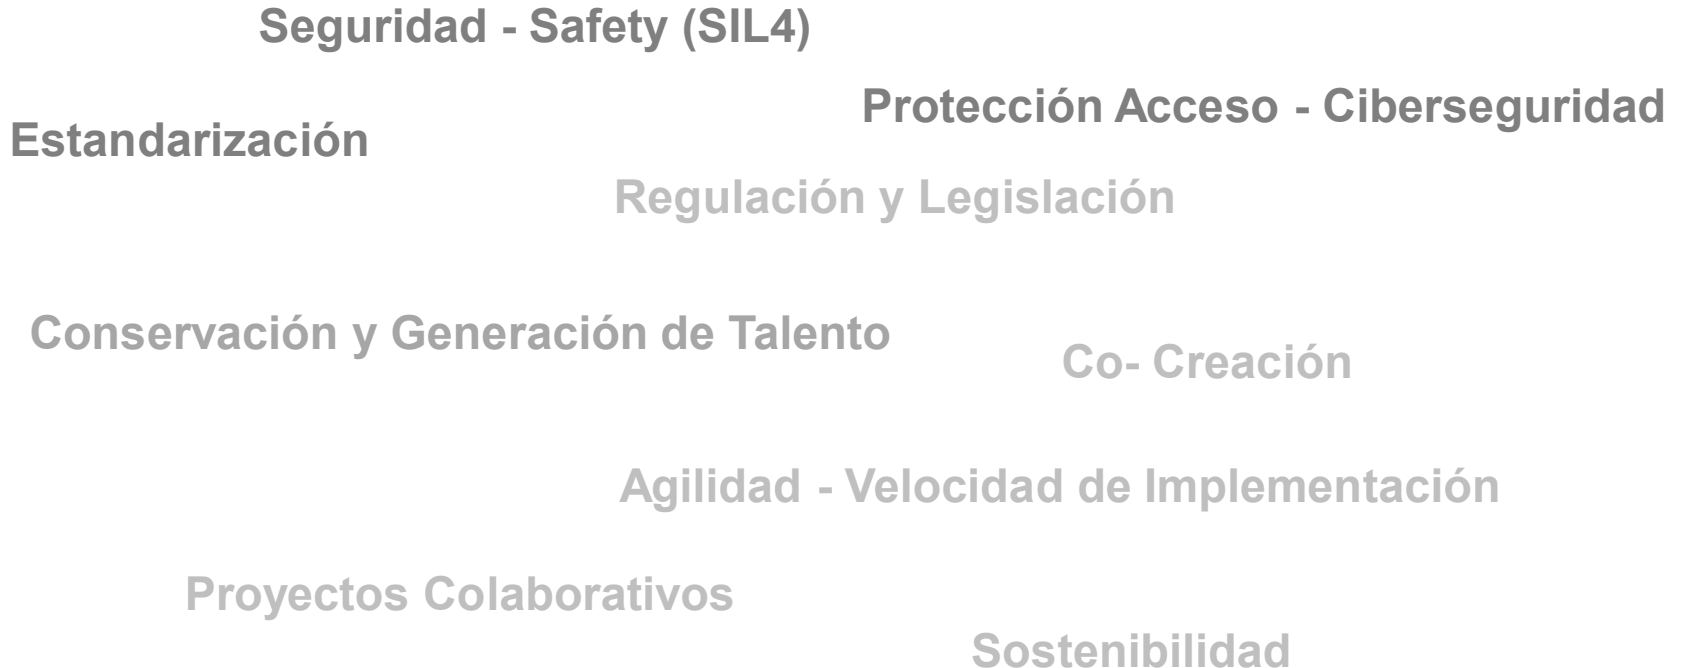 Seguridad - Safety (SIL4)
Protección Acceso - Ciberseguridad
Estandarización
Regulación y Legislación
Conservación y Generación de Talento
Co- Creación
Agilidad - Velocidad de Implementación
Proyectos Colaborativos
Sostenibilidad